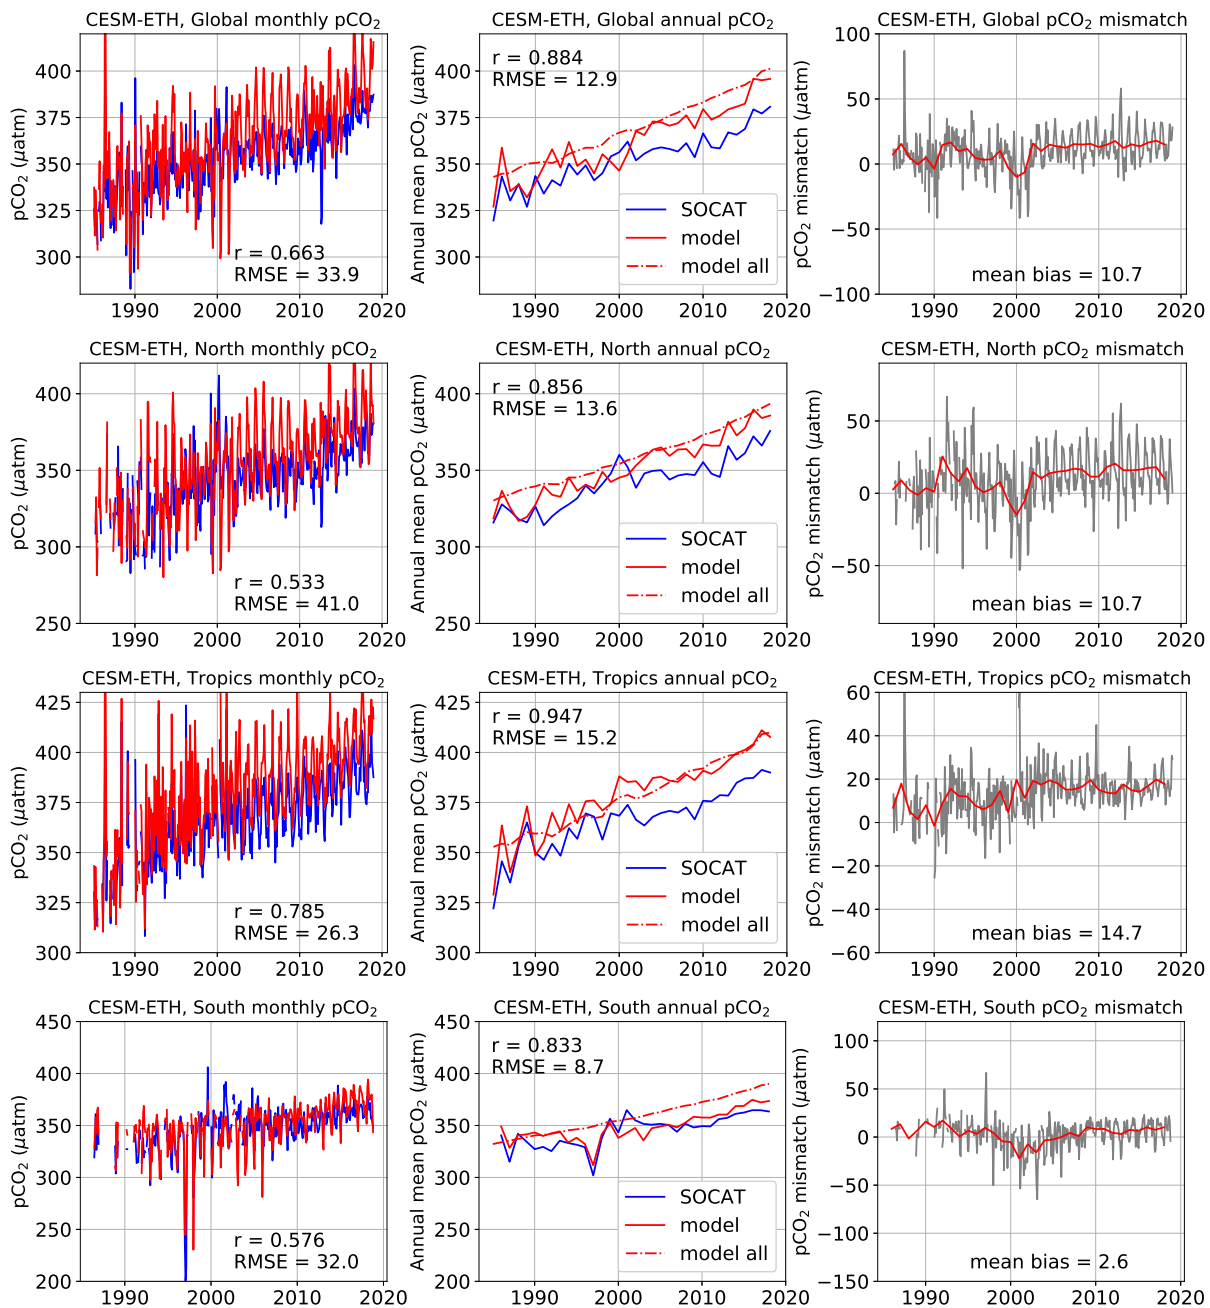 CESM-ETH, Global monthly pCO₂
pCO₂ (μatm)
400
375
350
325
300
r = 0.663
RMSE = 33.9
1990 2000 2010 2020
CESM-ETH, Global annual pCO₂
Annual mean pCO₂ (μatm)
400
375
350
325
300
r = 0.884
RMSE = 12.9
SOCAT
model
model all
1990 2000 2010 2020
CESM-ETH, Global pCO₂ mismatch
pCO₂ mismatch (μatm)
100
50
0
−50
−100
mean bias = 10.7
1990 2000 2010 2020
CESM-ETH, North monthly pCO₂
pCO₂ (μatm)
400
350
300
250
r = 0.533
RMSE = 41.0
1990 2000 2010 2020
CESM-ETH, North annual pCO₂
Annual mean pCO₂ (μatm)
400
350
300
250
r = 0.856
RMSE = 13.6
SOCAT
model
model all
1990 2000 2010 2020
CESM-ETH, North pCO₂ mismatch
pCO₂ mismatch (μatm)
50
0
−50
mean bias = 10.7
1990 2000 2010 2020
CESM-ETH, Tropics monthly pCO₂
pCO₂ (μatm)
425
400
375
350
325
300
r = 0.785
RMSE = 26.3
1990 2000 2010 2020
CESM-ETH, Tropics annual pCO₂
Annual mean pCO₂ (μatm)
425
400
375
350
325
300
r = 0.947
RMSE = 15.2
SOCAT
model
model all
1990 2000 2010 2020
CESM-ETH, Tropics pCO₂ mismatch
pCO₂ mismatch (μatm)
60
40
20
0
−20
−40
−60
mean bias = 14.7
1990 2000 2010 2020
CESM-ETH, South monthly pCO₂
pCO₂ (μatm)
450
400
350
300
250
200
r = 0.576
RMSE = 32.0
1990 2000 2010 2020
CESM-ETH, South annual pCO₂
Annual mean pCO₂ (μatm)
450
400
350
300
250
200
r = 0.833
RMSE = 8.7
SOCAT
model
model all
1990 2000 2010 2020
CESM-ETH, South pCO₂ mismatch
pCO₂ mismatch (μatm)
100
50
0
−50
−100
−150
mean bias = 2.6
1990 2000 2010 2020